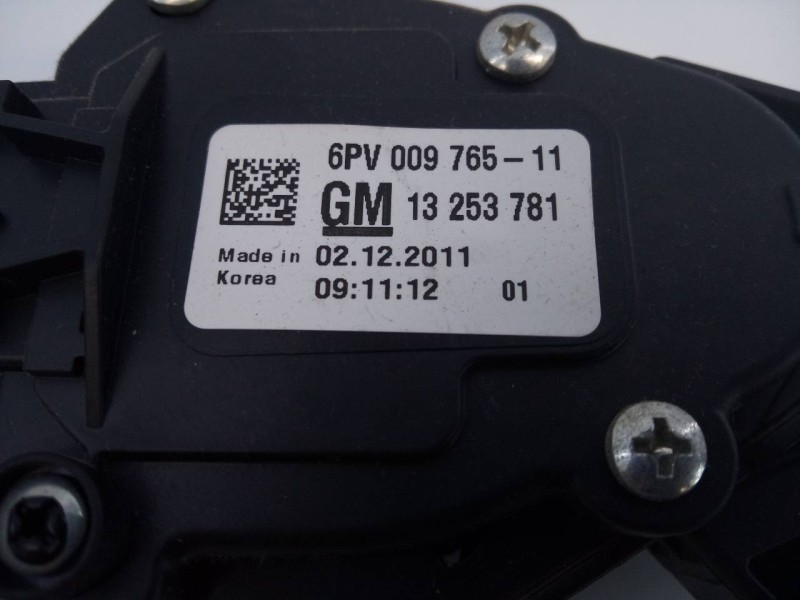 6PV 009 765-11
GM 13 253 781
Made in 02.12.2011
Korea 09:11:12 01